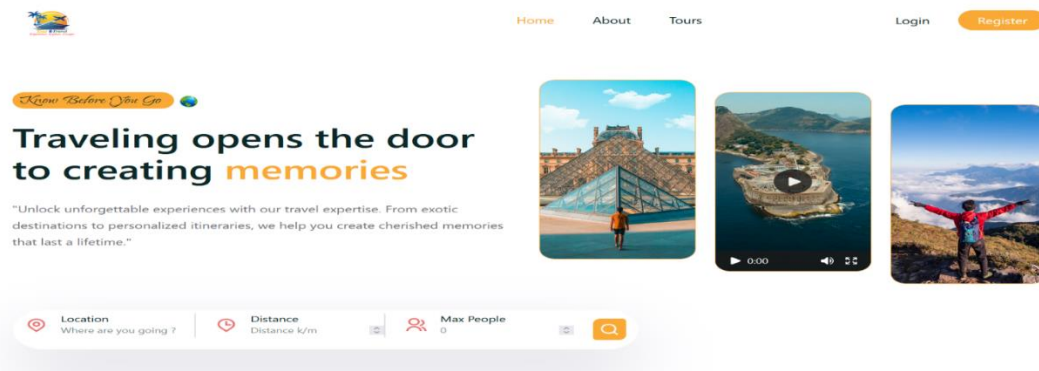 Home About Tours Login Register
Know Before You Go
Traveling opens the door
to creating memories
"Unlock unforgettable experiences with our travel expertise. From exotic
destinations to personalized itineraries, we help you create cherished memories
that last a lifetime."
0:00
Location Distance Max People
Where are you going ? Distance k/m 0